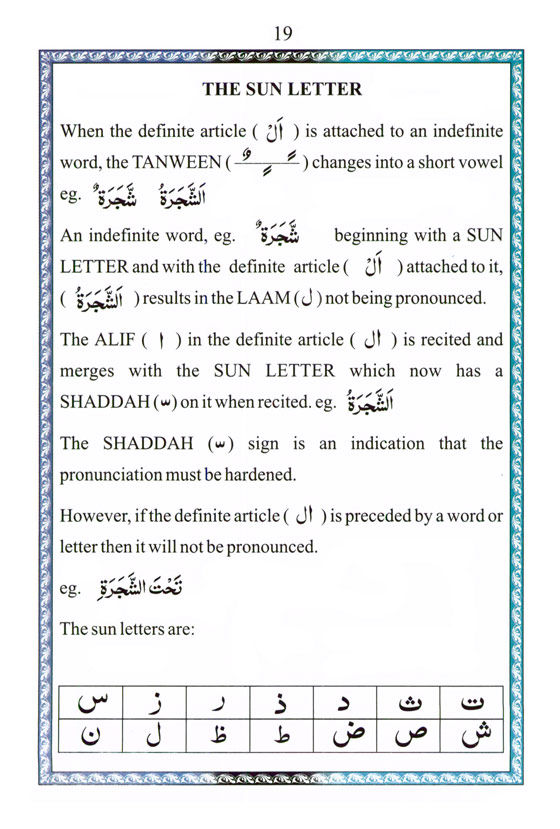 19
THE SUN LETTER
When the definite article ( اَلْ ) is attached to an indefinite
word, the TANWEEN ( ـٌ ـٍ ـً ) changes into a short vowel
eg. شَّجَرَةٌ اَلشَّجَرَةُ
An indefinite word, eg. شَّجَرَةٌ beginning with a SUN
LETTER and with the definite article ( اَلْ ) attached to it,
( اَلشَّجَرَةُ ) results in the LAAM ( ل ) not being pronounced.
The ALIF ( ا ) in the definite article ( ال ) is recited and
merges with the SUN LETTER which now has a
SHADDAH ( ّ ) on it when recited. eg. اَلشَّجَرَةُ
The SHADDAH ( ّ ) sign is an indication that the
pronunciation must be hardened.
However, if the definite article ( ال ) is preceded by a word or
letter then it will not be pronounced.
eg. تَحْتَ الشَّجَرَةِ
The sun letters are:
ت ث د ذ ر ز س
ش ص ض ط ظ ل ن